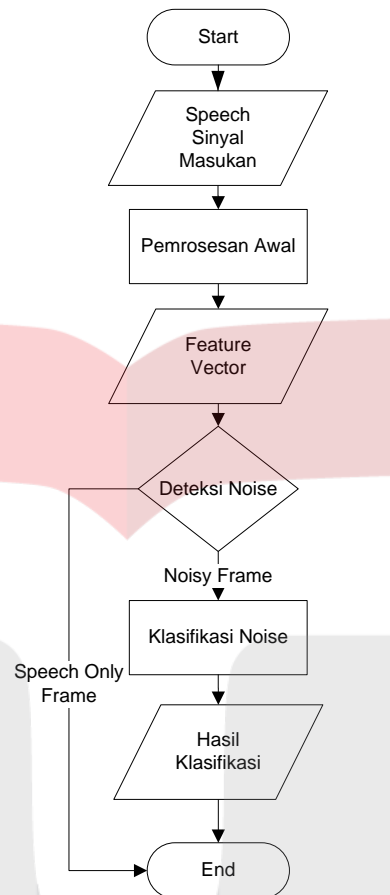 Start
Speech
Sinyal
Masukan
Pemrosesan Awal
Feature
Vector
Deteksi Noise
Noisy Frame
Klasifikasi Noise
Speech Only
Frame
Hasil
Klasifikasi
End